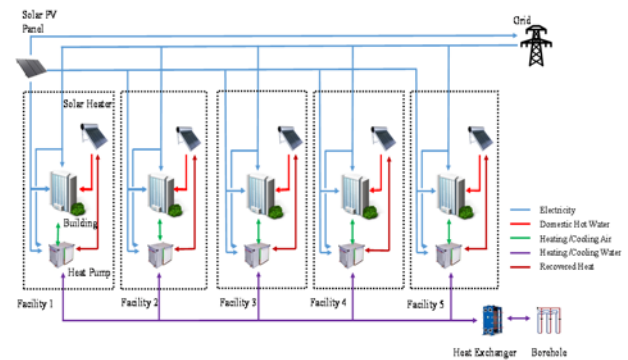 Solar PV
Panel
Grid
Solar Heater
Building
Heat Pump
Facility 1
Facility 2
Facility 3
Facility 4
Facility 5
Electricity
Domestic Hot Water
Heating/Cooling Air
Heating/Cooling Water
Recovered Heat
Heat Exchanger
Borehole